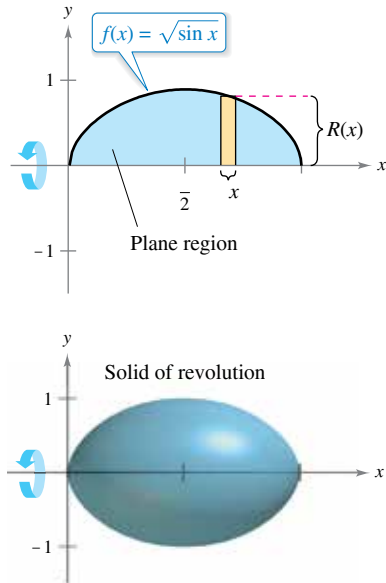 y
f(x) = √sin x
1
R(x)
x
2
x
Plane region
−1
y
Solid of revolution
1
x
−1